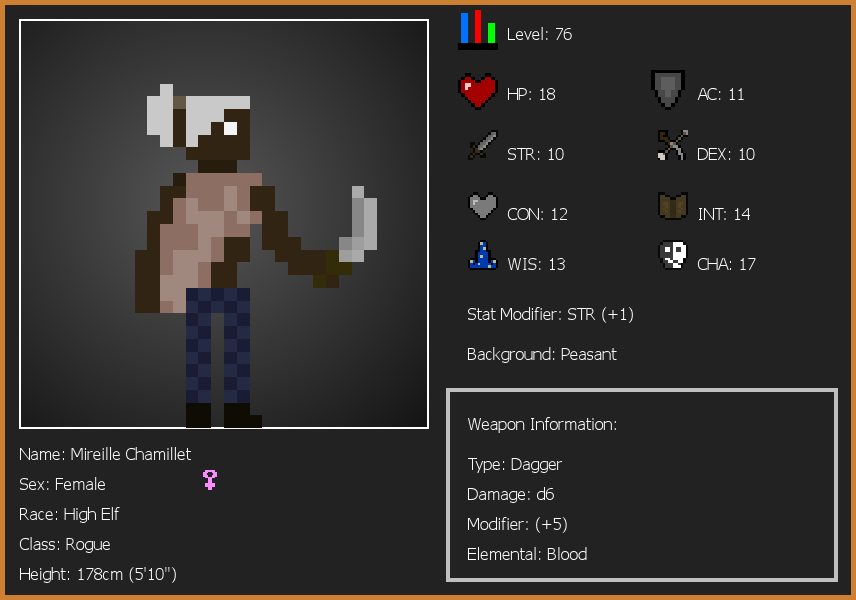 Level: 76
HP: 18
AC: 11
STR: 10
DEX: 10
CON: 12
INT: 14
WIS: 13
CHA: 17
Stat Modifier: STR (+1)
Background: Peasant
Weapon Information:
Type: Dagger
Damage: d6
Modifier: (+5)
Elemental: Blood
Name: Mireille Chamillet
Sex: Female
Race: High Elf
Class: Rogue
Height: 178cm (5'10")